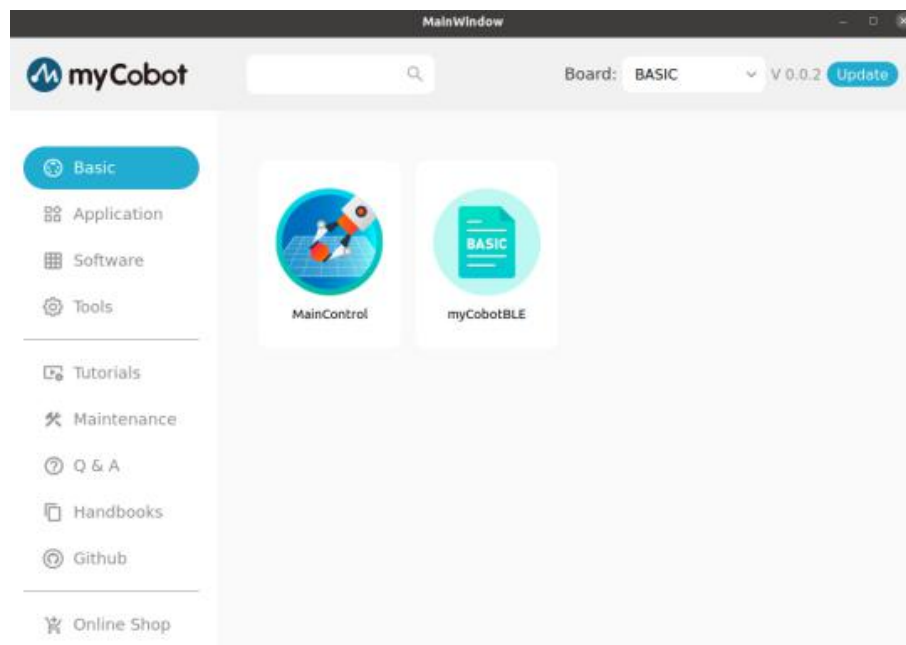 MainWindow
myCobot
Board: BASIC V 0.0.2 Update
Basic
Application
Software
Tools
Tutorials
Maintenance
Q & A
Handbooks
Github
Online Shop
BASIC
MainControl
myCobotBLE